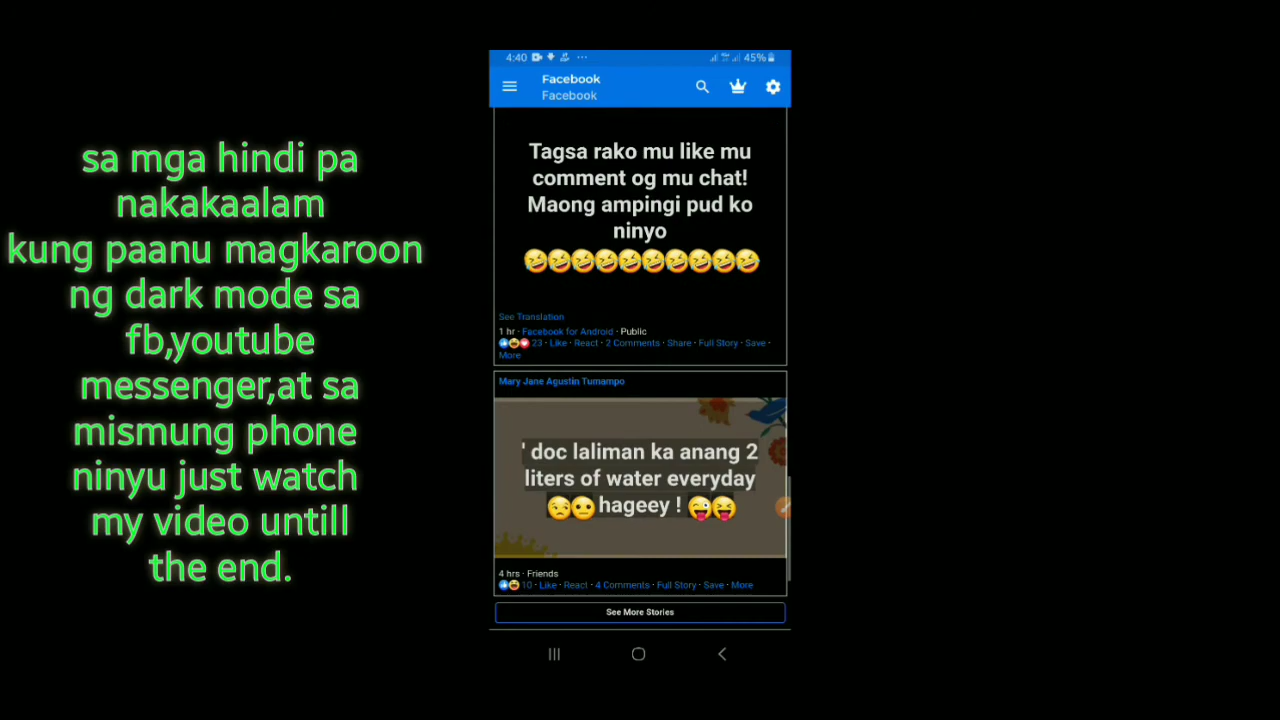 sa mga hindi pa
nakakaalam
kung paanu magkaroon
ng dark mode sa
fb,youtube
messenger,at sa
mismung phone
ninyu just watch
my video untill
the end.
4:40 ... 45%
Facebook
Facebook
Tagsa rako mu like mu
comment og mu chat!
Maong ampingi pud ko
ninyo
🤣🤣🤣🤣🤣🤣🤣🤣🤣🤣
See Translation
1 hr · Facebook for Android · Public
23 · Like · React · 2 Comments · Share · Full Story · Save ·
More
Mary Jane Agustin Tumampo
' doc laliman ka anang 2
liters of water everyday
😒😐hageey ! 😜😝
4 hrs · Friends
10 · Like · React · 4 Comments · Full Story · Save · More
See More Stories